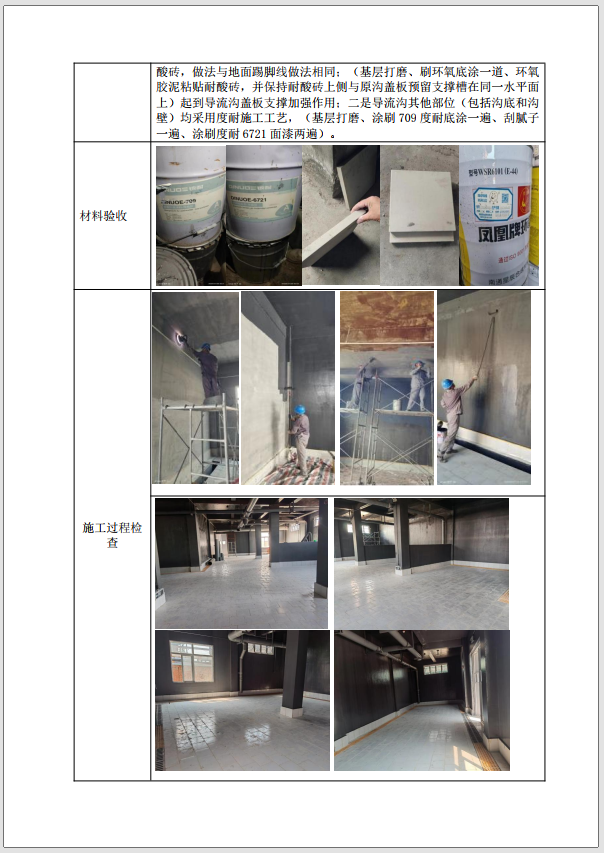 酸砖，做法与地面踢脚线做法相同；（基层打磨、刷环氧底涂一道、环氧
胶泥粘贴耐酸砖，并保持耐酸砖上侧与原沟盖板预留支撑槽在同一水平面
上）起到导流沟盖板支撑加强作用；二是导流沟其他部位（包括沟底和沟
壁）均采用度耐施工工艺，（基层打磨、涂刷 709 度耐底涂一遍、刮腻子
一遍、涂刷度耐 6721 面漆两遍）。
材料验收
型号WSR6101 (E-44)
凤凰牌环
施工过程检
查